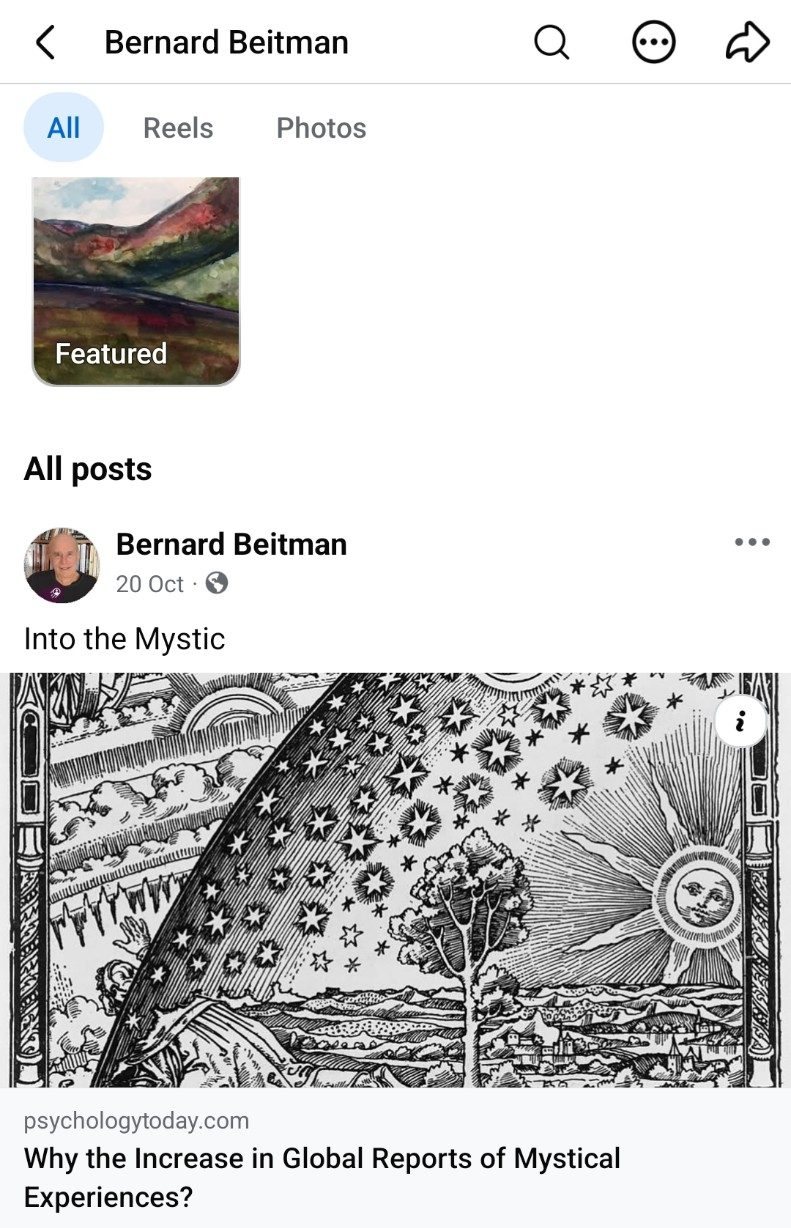 Bernard Beitman
All
Reels
Photos
Featured
All posts
Bernard Beitman
20 Oct ·
Into the Mystic
i
psychologytoday.com
Why the Increase in Global Reports of Mystical
Experiences?